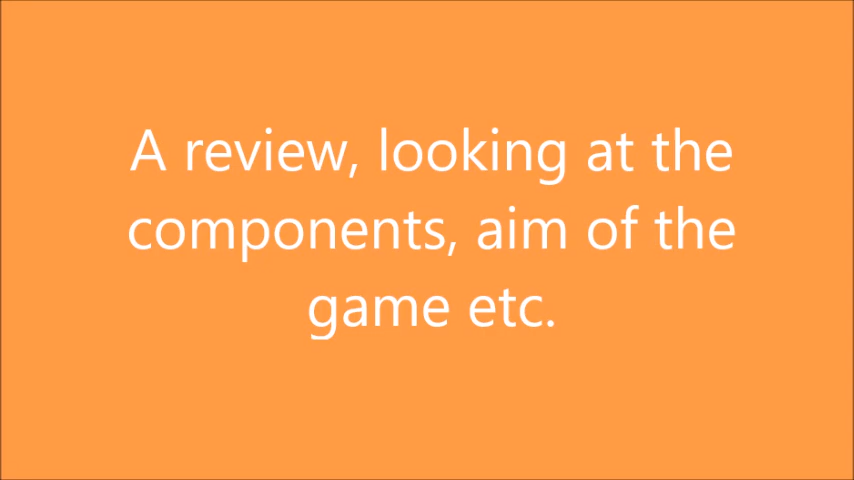 A review, looking at the
components, aim of the
game etc.